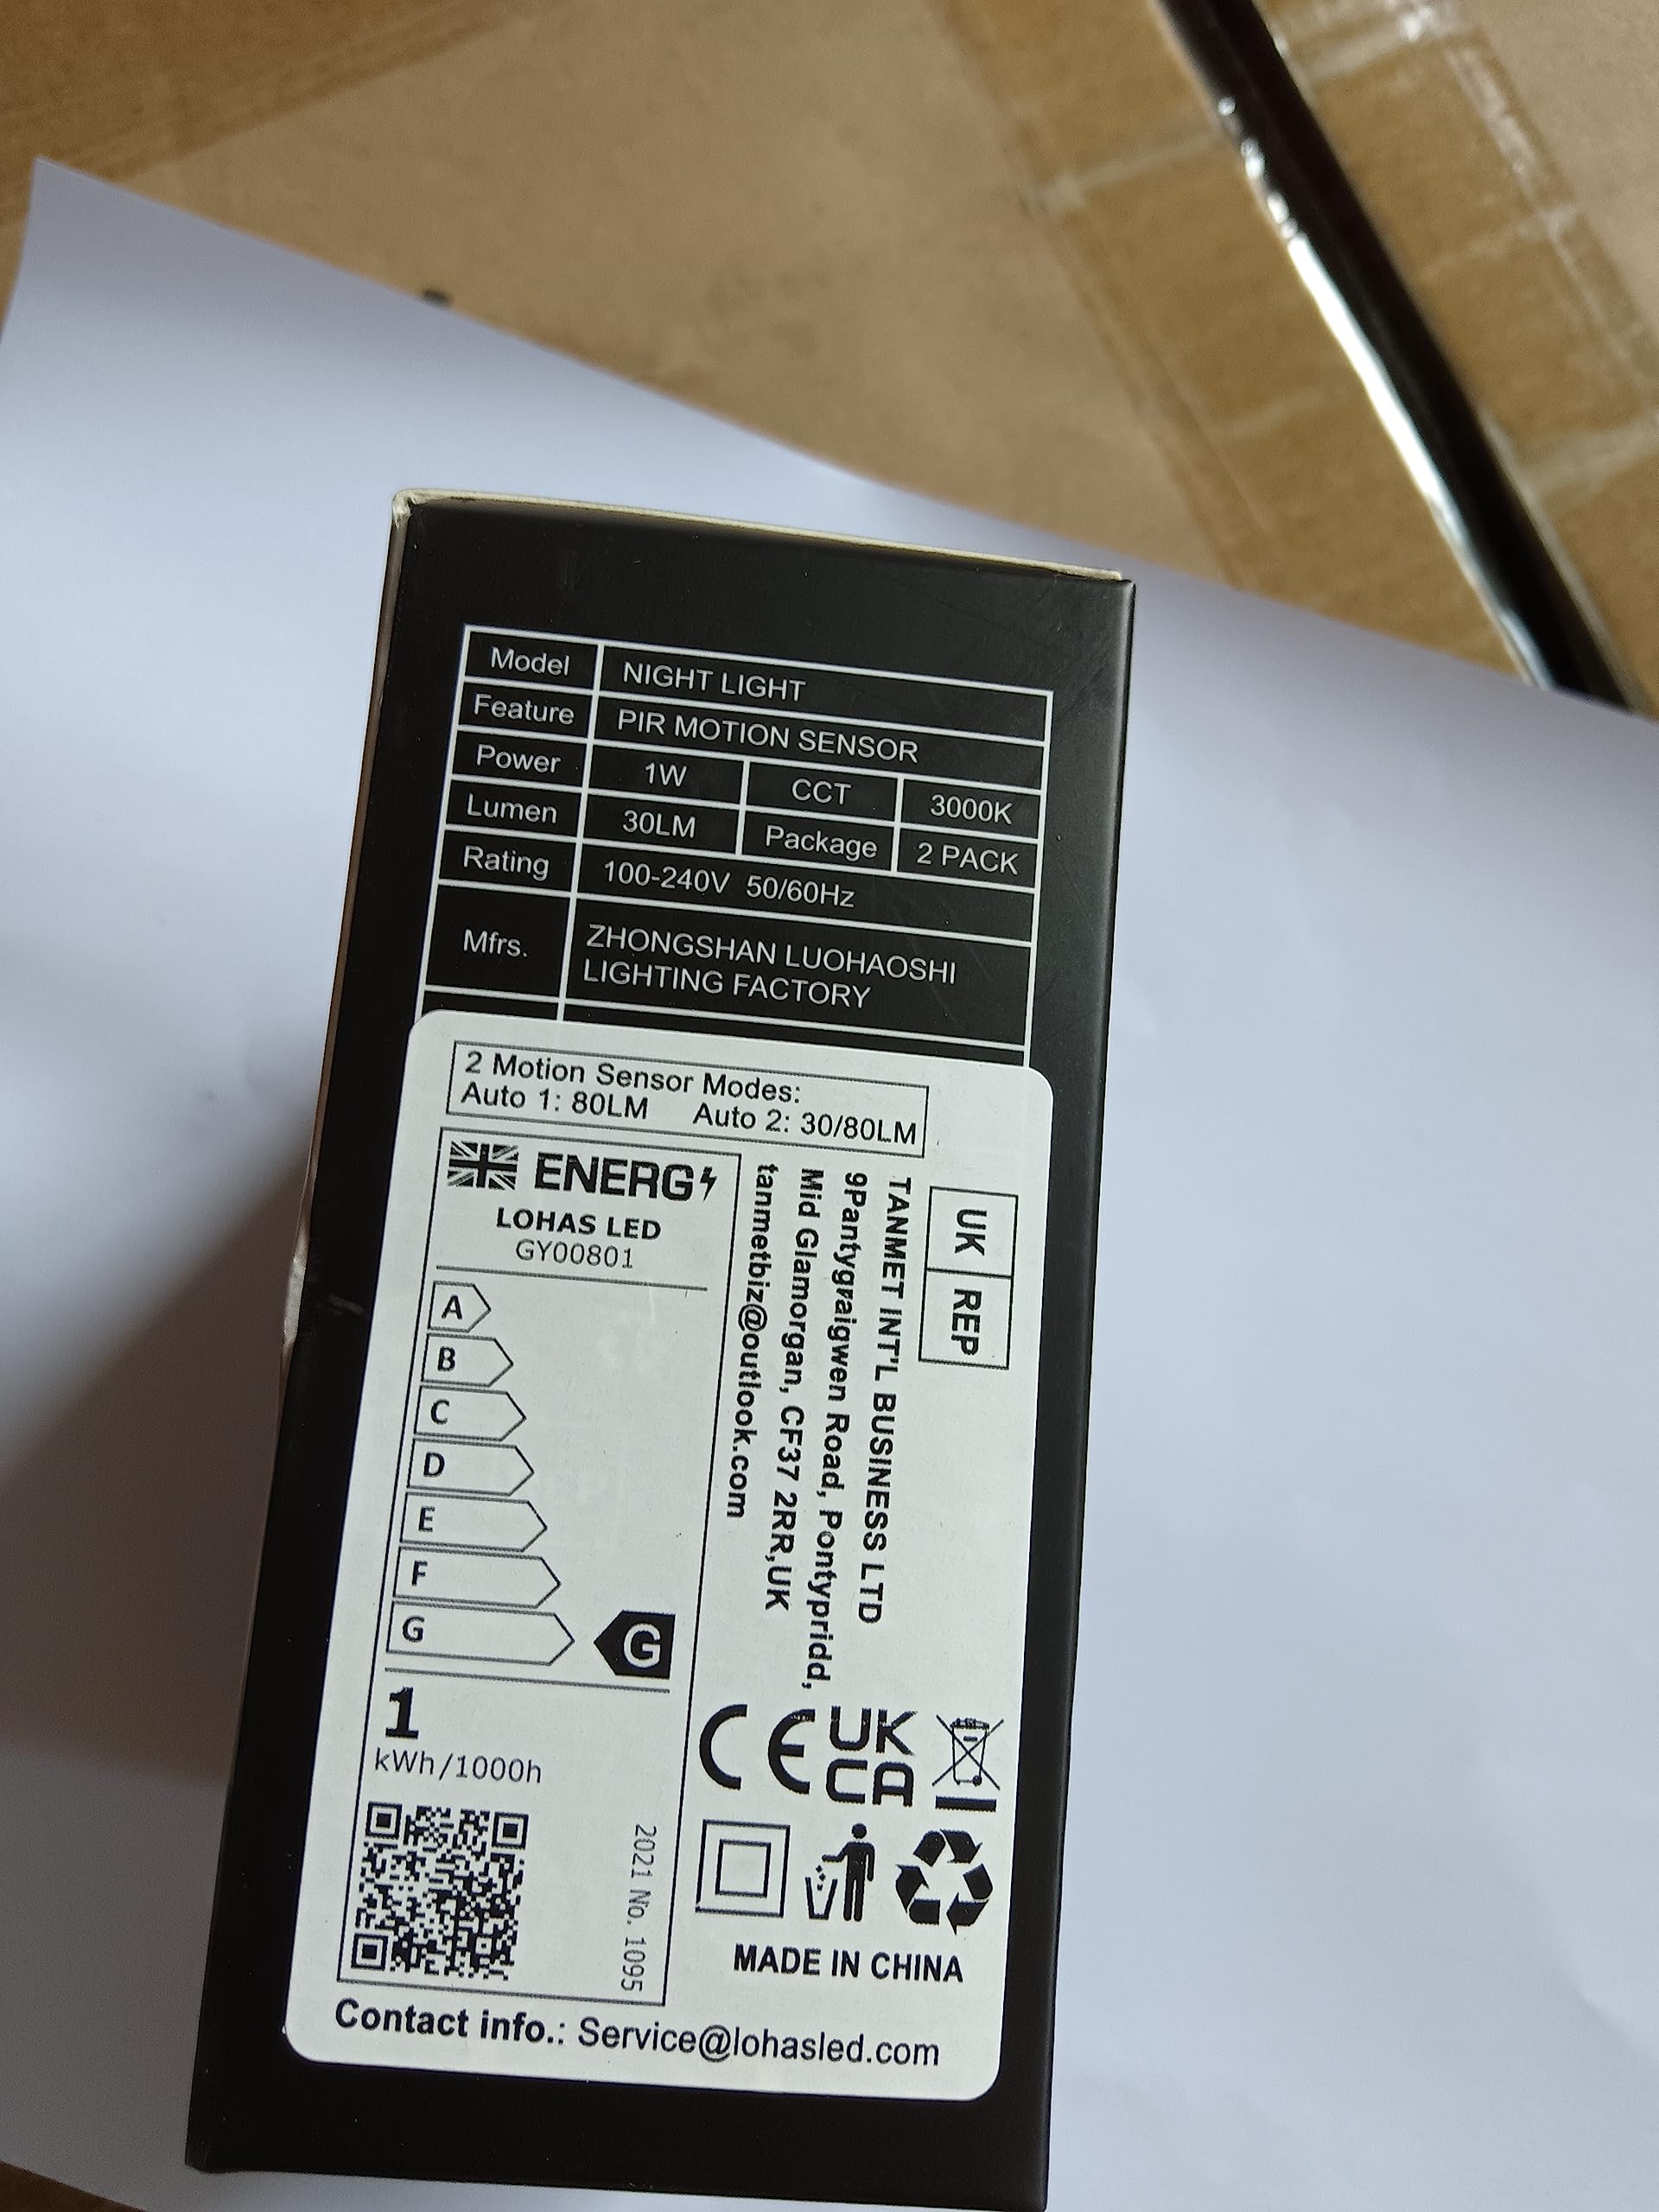 Model NIGHT LIGHT
Feature PIR MOTION SENSOR
Power 1W CCT 3000K
Lumen 30LM Package 2 PACK
Rating 100-240V 50/60Hz
Mfrs. ZHONGSHAN LUOHAOSHI
LIGHTING FACTORY
2 Motion Sensor Modes:
Auto 1: 80LM Auto 2: 30/80LM
ENERG
LOHAS LED
GY00801
A
B
C
D
E
F
G
G
1
kWh/1000h
2021 No. 1095
UK REP
TANMET INT'L BUSINESS LTD
9Pantygraigwen Road, Pontypridd,
Mid Glamorgan, CF37 2RR,UK
tanmetbiz@outlook.com
CE
UK
CA
MADE IN CHINA
Contact info.: Service@lohasled.com